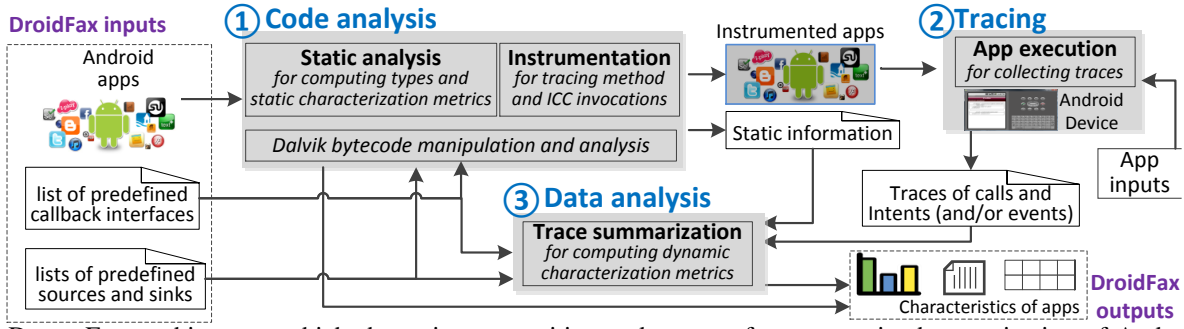 DroidFax inputs
Android
apps
list of predefined
callback interfaces
lists of predefined
sources and sinks
1 Code analysis
Static analysis
for computing types and
static characterization metrics
Instrumentation
for tracing method
and ICC invocations
Dalvik bytecode manipulation and analysis
Instrumented apps
Static information
2 Tracing
App execution
for collecting traces
Android
Device
App
inputs
Traces of calls and
Intents (and/or events)
3 Data analysis
Trace summarization
for computing dynamic
characterization metrics
Characteristics of apps
DroidFax
outputs